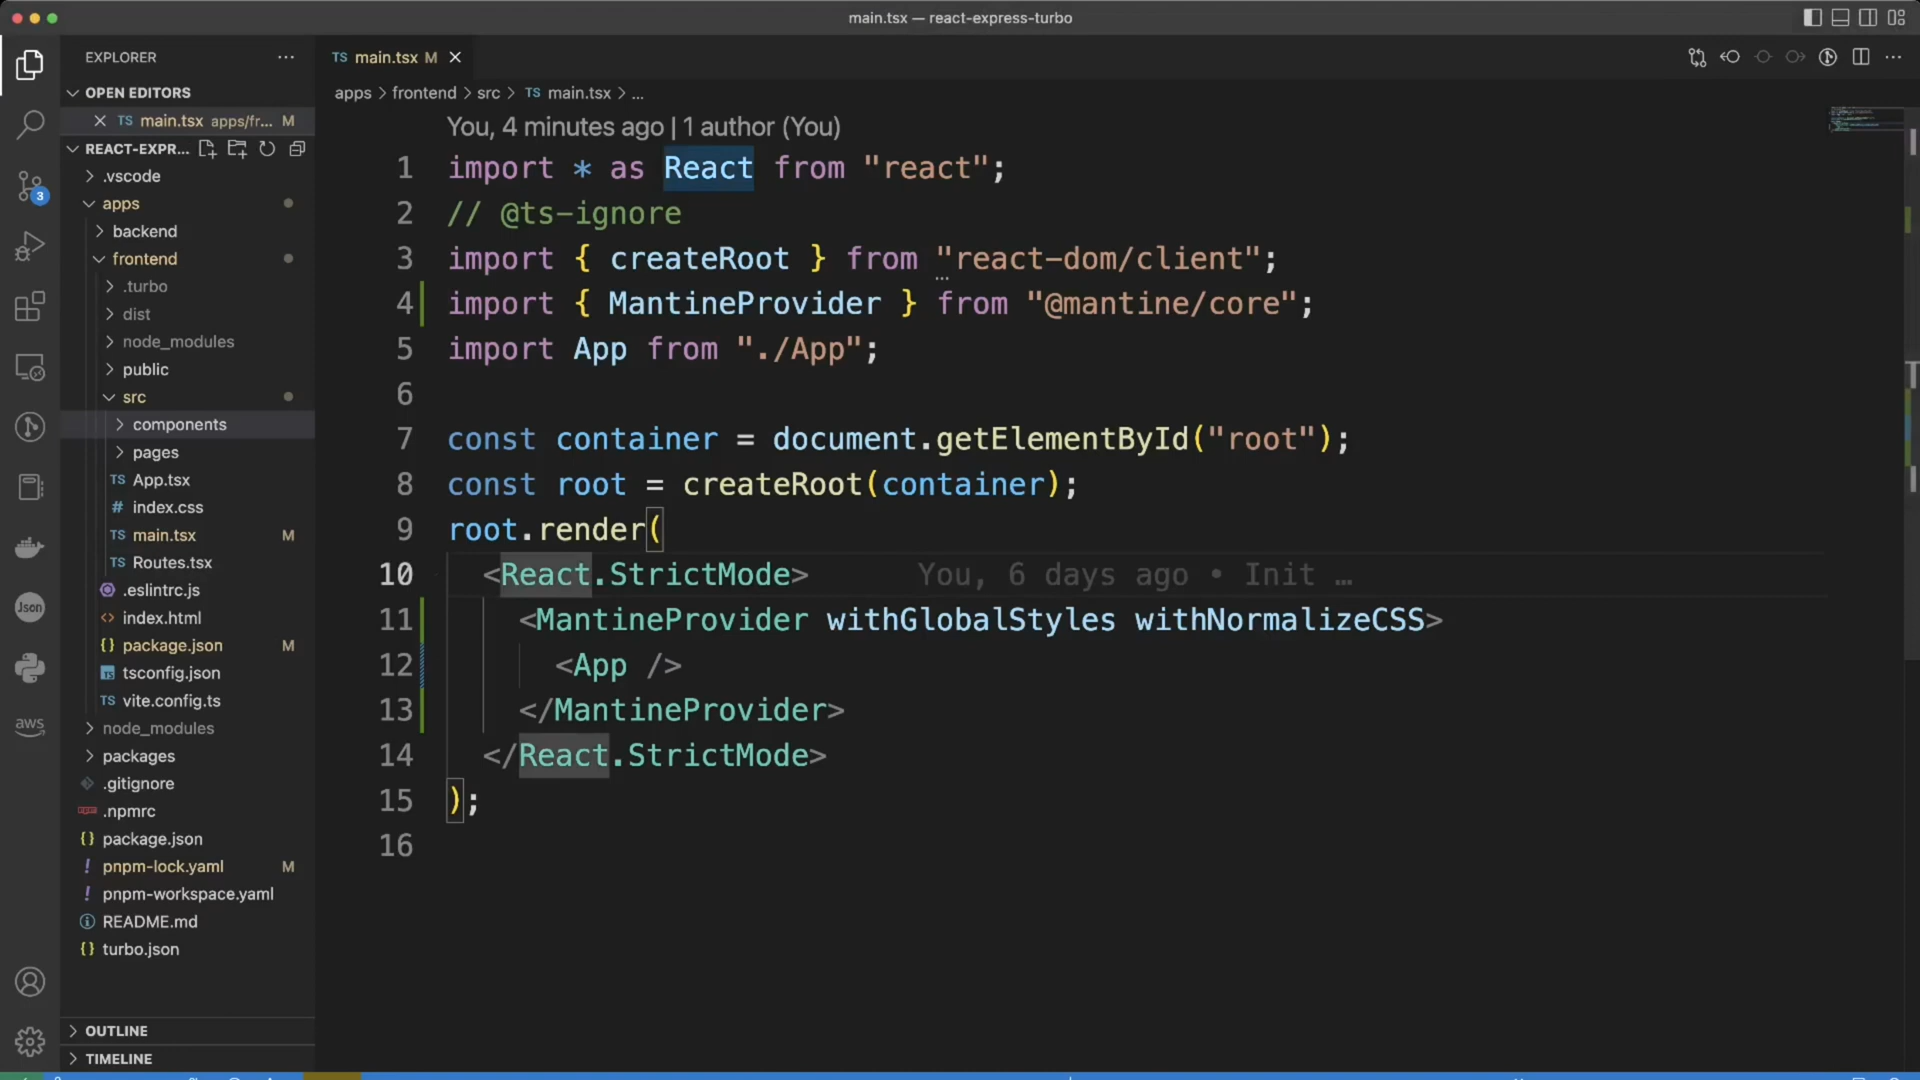 main.tsx — react-express-turbo
EXPLORER
OPEN EDITORS
TS main.tsx apps/fr... M
REACT-EXPR...
.vscode
apps
backend
frontend
.turbo
dist
node_modules
public
src
components
pages
TS App.tsx
# index.css
TS main.tsx M
TS Routes.tsx
.eslintrc.js
<> index.html
{} package.json M
TS tsconfig.json
TS vite.config.ts
node_modules
packages
.gitignore
npm .npmrc
{} package.json
! pnpm-lock.yaml M
! pnpm-workspace.yaml
README.md
{} turbo.json
OUTLINE
TIMELINE
3
Json
aws
TS main.tsx M
apps > frontend > src > TS main.tsx > ...
You, 4 minutes ago | 1 author (You)
1 import * as React from "react";
2 // @ts-ignore
3 import { createRoot } from "react-dom/client";
4 import { MantineProvider } from "@mantine/core";
5 import App from "./App";
6
7 const container = document.getElementById("root");
8 const root = createRoot(container);
9 root.render(
10 <React.StrictMode> You, 6 days ago • Init …
11 <MantineProvider withGlobalStyles withNormalizeCSS>
12 <App />
13 </MantineProvider>
14 </React.StrictMode>
15 );
16